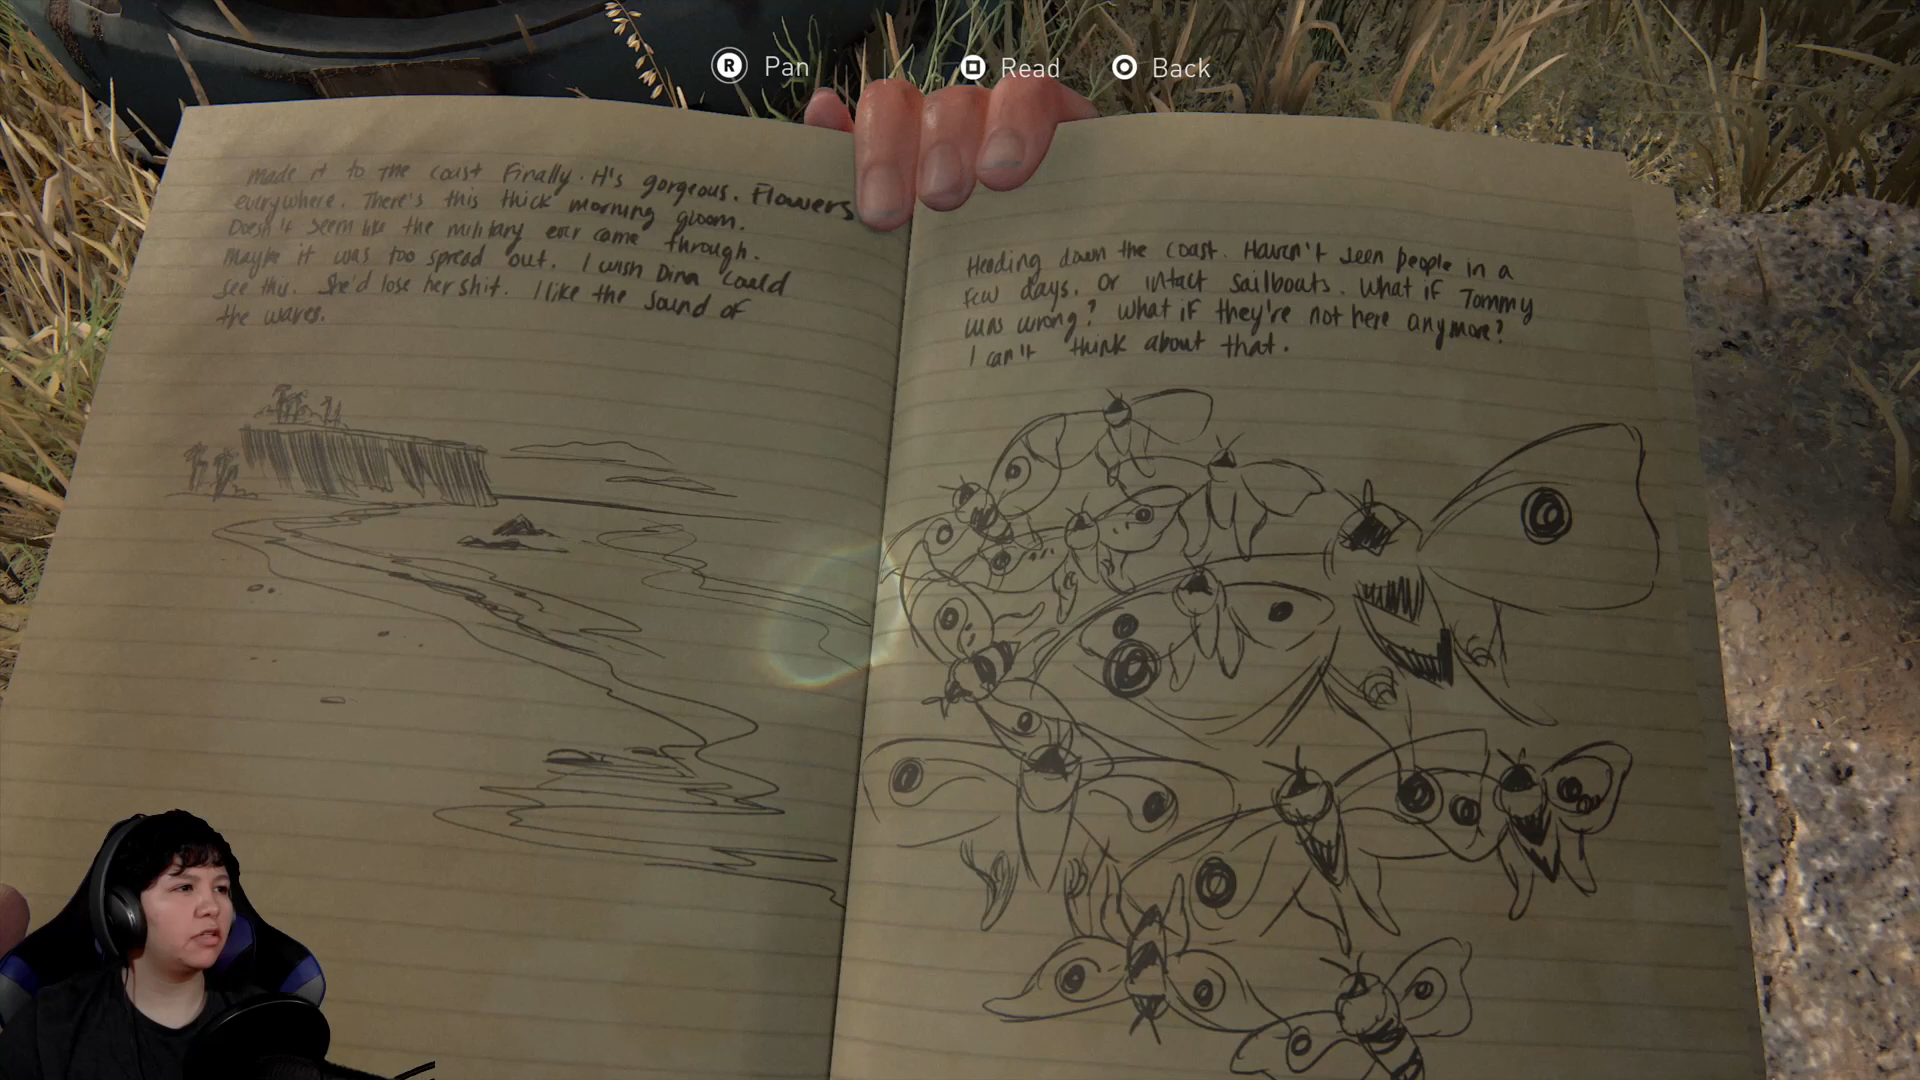 R Pan Read Back
made it to the coast finally. It's gorgeous. Flowers
everywhere. There's this thick morning gloom.
Doesn't seem like the military ever came through.
Maybe it was too spread out. I wish Dina could
see this. She'd lose her shit. I like the sound of
the waves.
Heading down the coast. Haven't seen people in a
few days. Or intact sailboats. What if Tommy
was wrong? What if they're not here anymore?
I can't think about that.